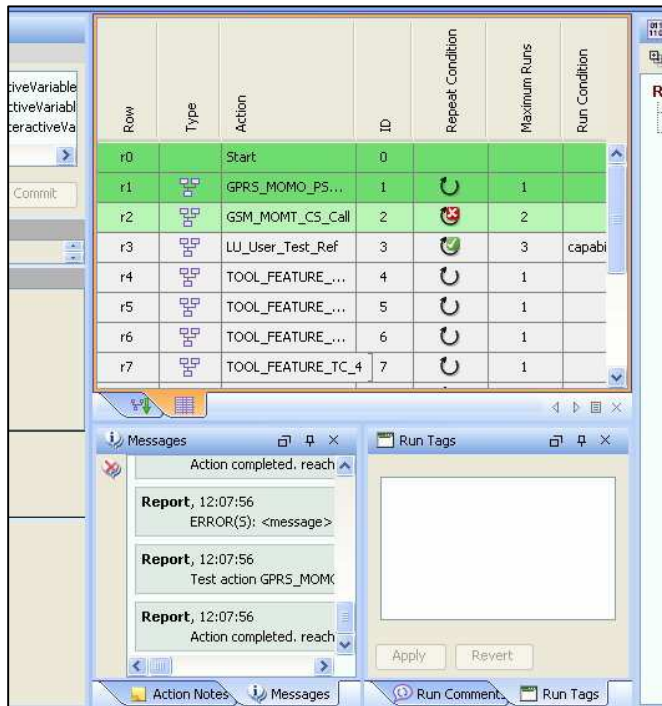 Row Type Action ID Repeat Condition Maximum Runs Run Condition
r0 Start 0
r1 GPRS_MOMO_PS... 1 1
r2 GSM_MOMT_CS_Call 2 2
r3 LU_User_Test_Ref 3 3 capabi
r4 TOOL_FEATURE_... 4 1
r5 TOOL_FEATURE_... 5 1
r6 TOOL_FEATURE_... 6 1
r7 TOOL_FEATURE_TC_4 7 1
tiveVariable
ctiveVariabl
teractiveVa
Commit
Messages
Action completed. reach
Report, 12:07:56
ERROR(S): <message>
Report, 12:07:56
Test action GPRS_MOMO
Report, 12:07:56
Action completed. reach
Action Notes Messages
Run Tags
Apply Revert
Run Comment. Run Tags
R